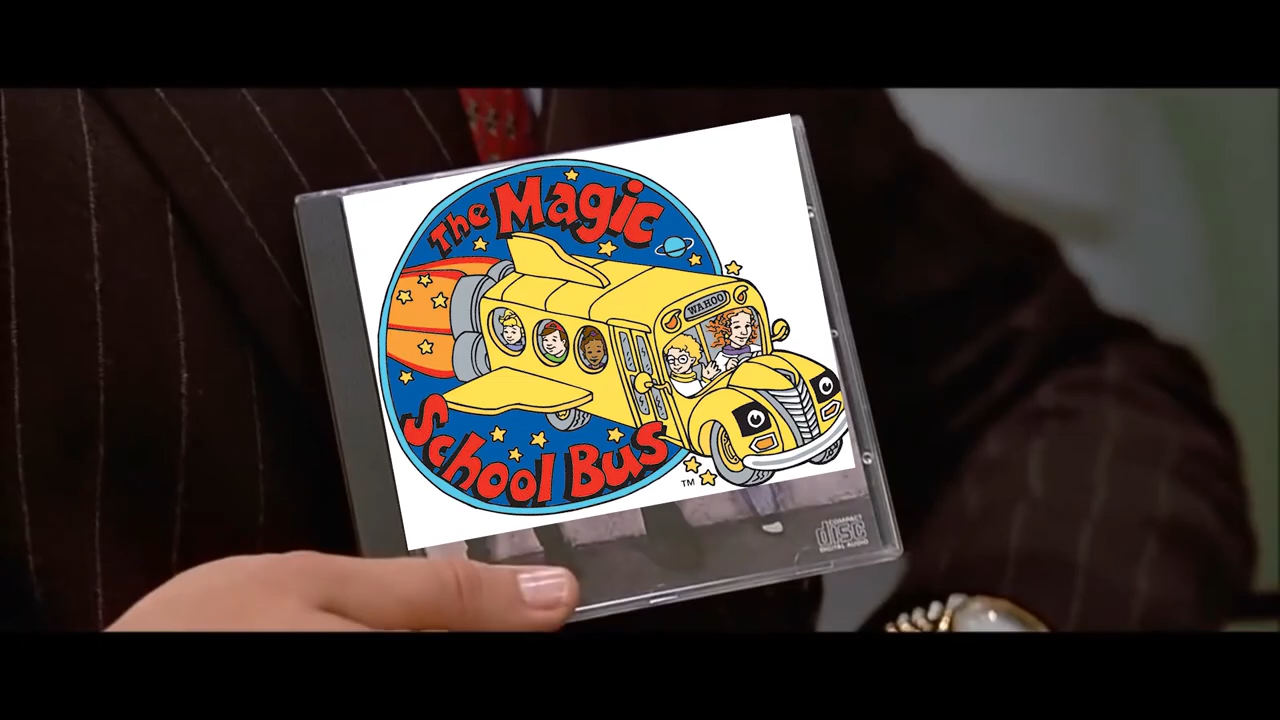 The Magic
WAHOO
School Bus
TM
COMPACT
disc
DIGITAL AUDIO